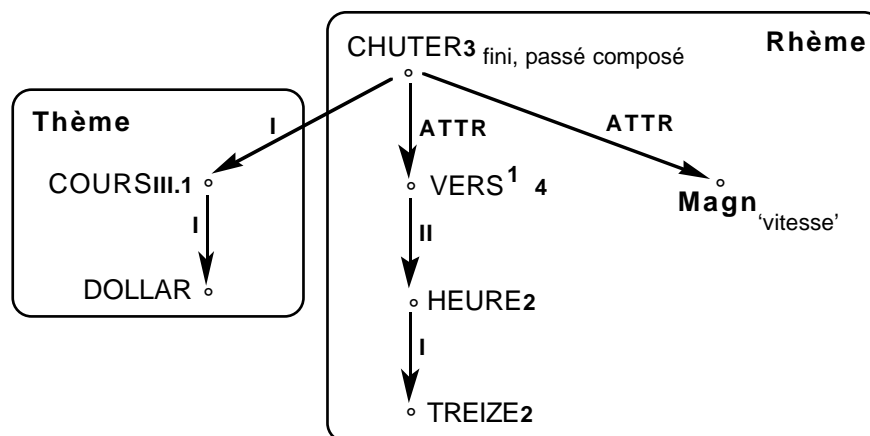 CHUTER3 fini, passé composé
Rhème
Thème
I
ATTR
ATTR
COURSIII.1
VERS1 4
Magn'vitesse'
I
II
DOLLAR
HEURE2
I
TREIZE2